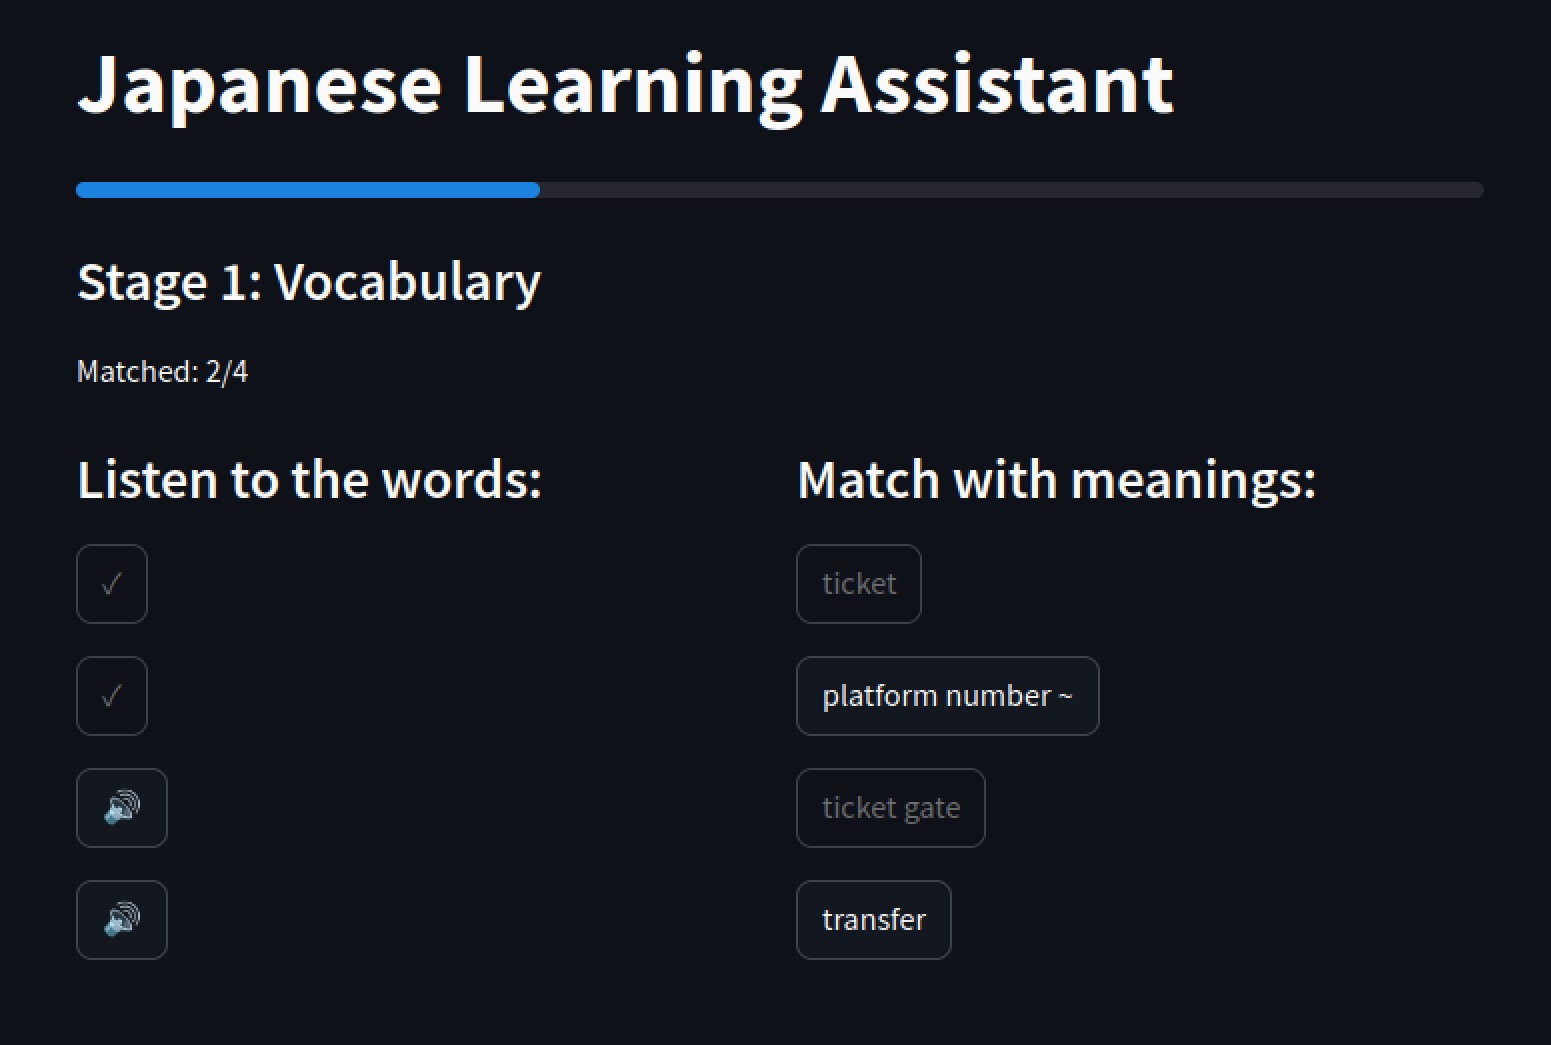 Japanese Learning Assistant
Stage 1: Vocabulary
Matched: 2/4
Listen to the words:
Match with meanings:
✓
ticket
✓
platform number ~
ticket gate
transfer